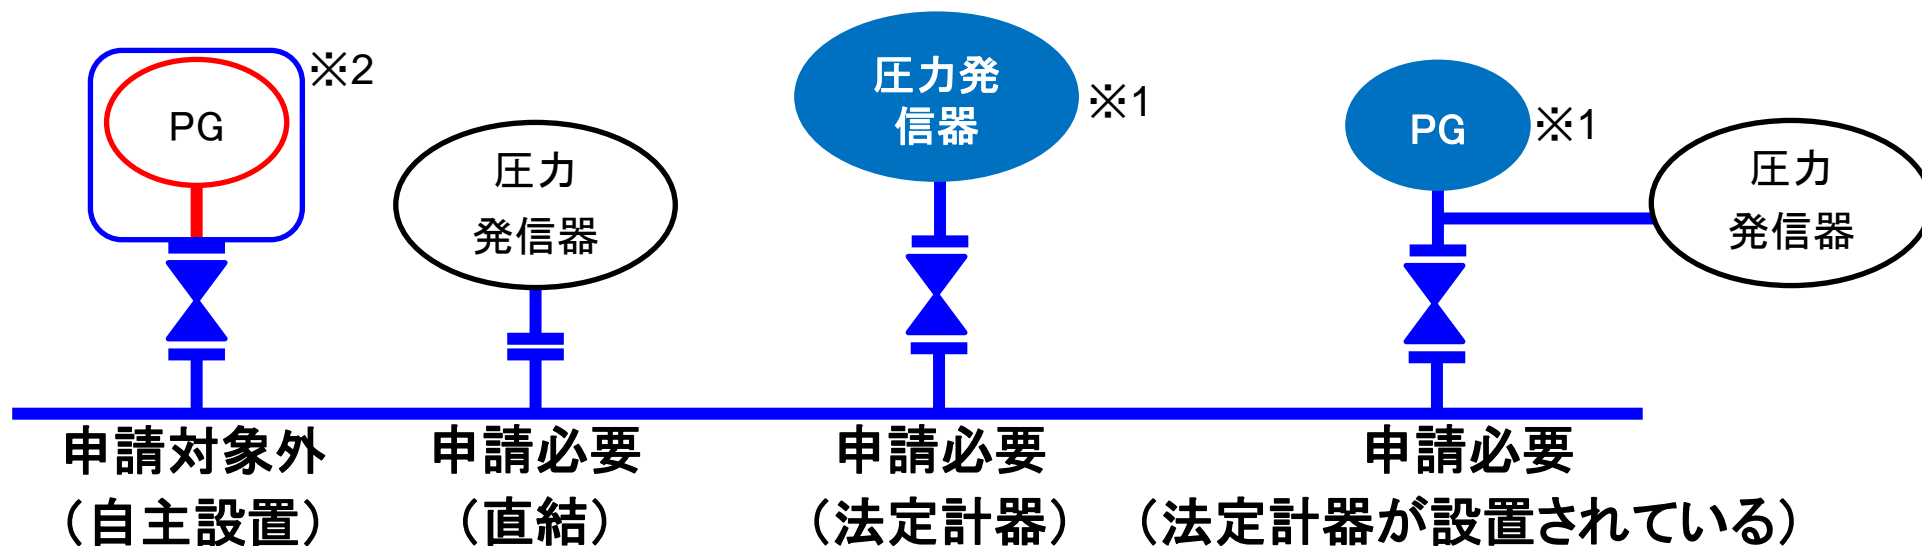 PG
※2
圧力
発信器
圧力発
信器
※1
PG
※1
圧力
発信器
申請対象外
（自主設置）
申請必要
（直結）
申請必要
（法定計器）
申請必要
（法定計器が設置されている）